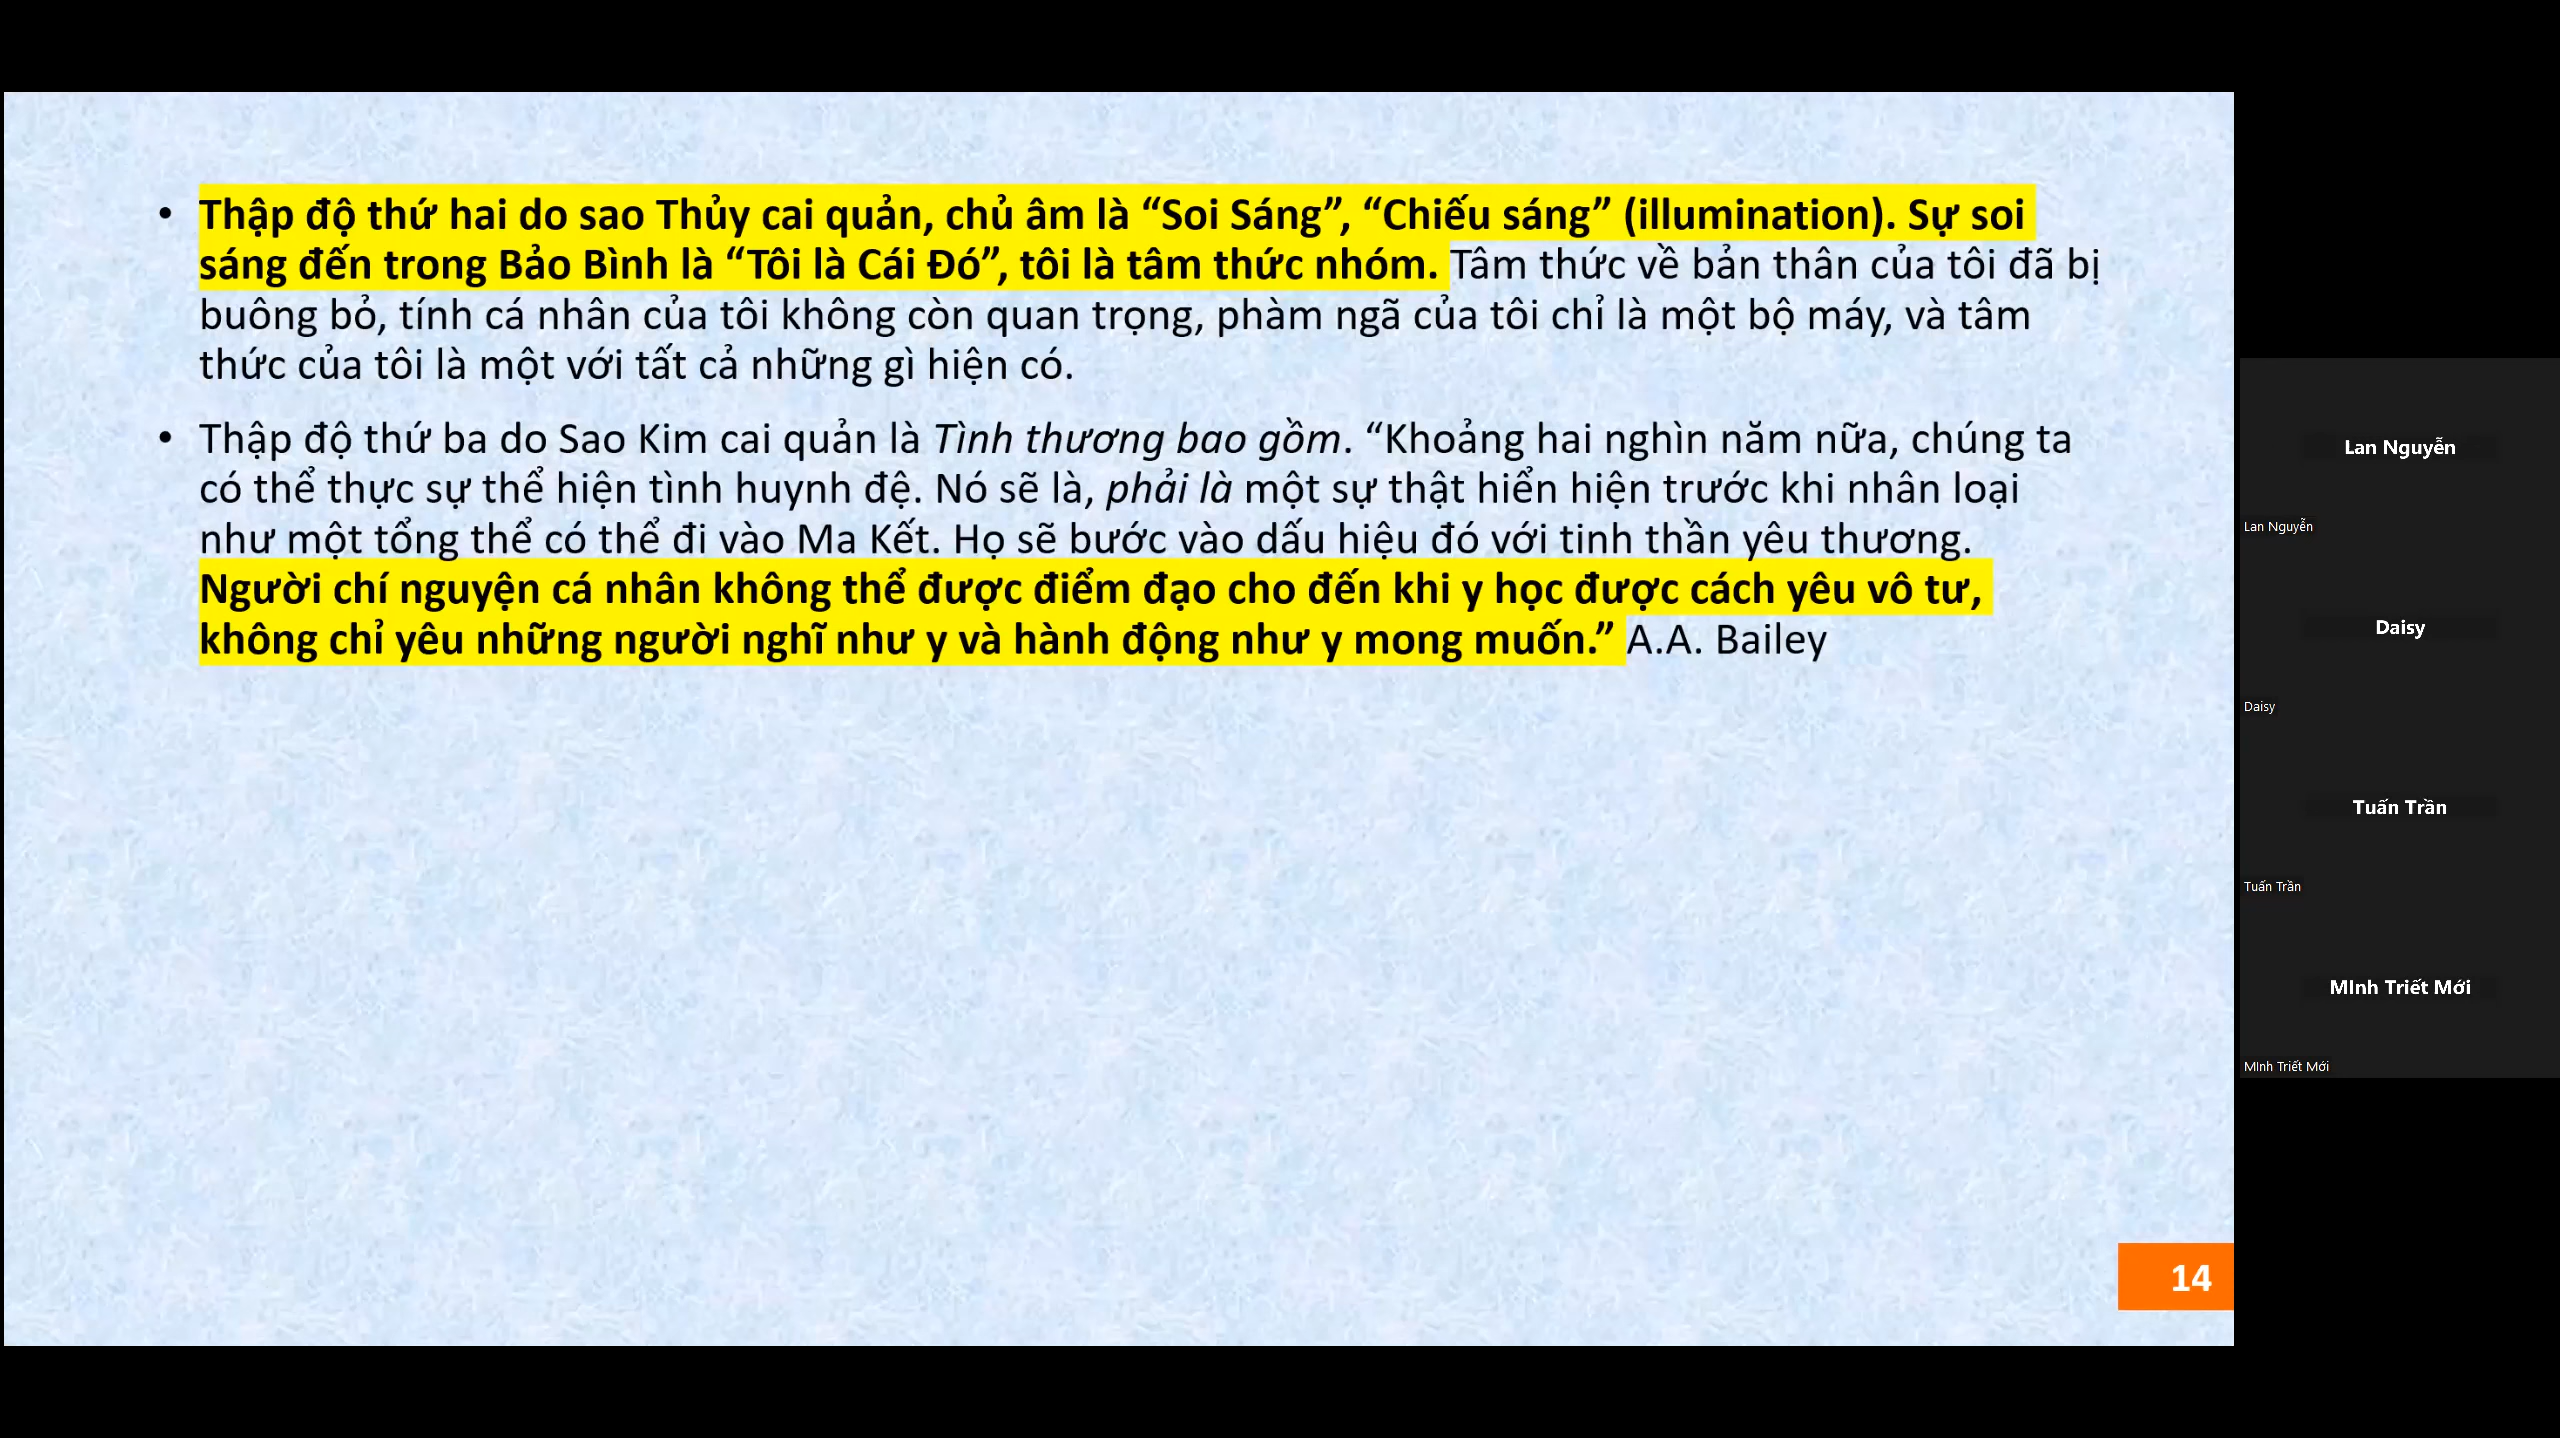 • Thập độ thứ hai do sao Thủy cai quản, chủ âm là “Soi Sáng”, “Chiếu sáng” (illumination). Sự soi
sáng đến trong Bảo Bình là “Tôi là Cái Đó”, tôi là tâm thức nhóm. Tâm thức về bản thân của tôi đã bị
buông bỏ, tính cá nhân của tôi không còn quan trọng, phàm ngã của tôi chỉ là một bộ máy, và tâm
thức của tôi là một với tất cả những gì hiện có.
• Thập độ thứ ba do Sao Kim cai quản là Tình thương bao gồm. “Khoảng hai nghìn năm nữa, chúng ta
có thể thực sự thể hiện tình huynh đệ. Nó sẽ là, phải là một sự thật hiển hiện trước khi nhân loại
như một tổng thể có thể đi vào Ma Kết. Họ sẽ bước vào dấu hiệu đó với tinh thần yêu thương.
Người chí nguyện cá nhân không thể được điểm đạo cho đến khi y học được cách yêu vô tư,
không chỉ yêu những người nghĩ như y và hành động như y mong muốn.” A.A. Bailey
14
Lan Nguyễn
Lan Nguyễn
Daisy
Daisy
Tuấn Trần
Tuấn Trần
MInh Triết Mới
MInh Triết Mới